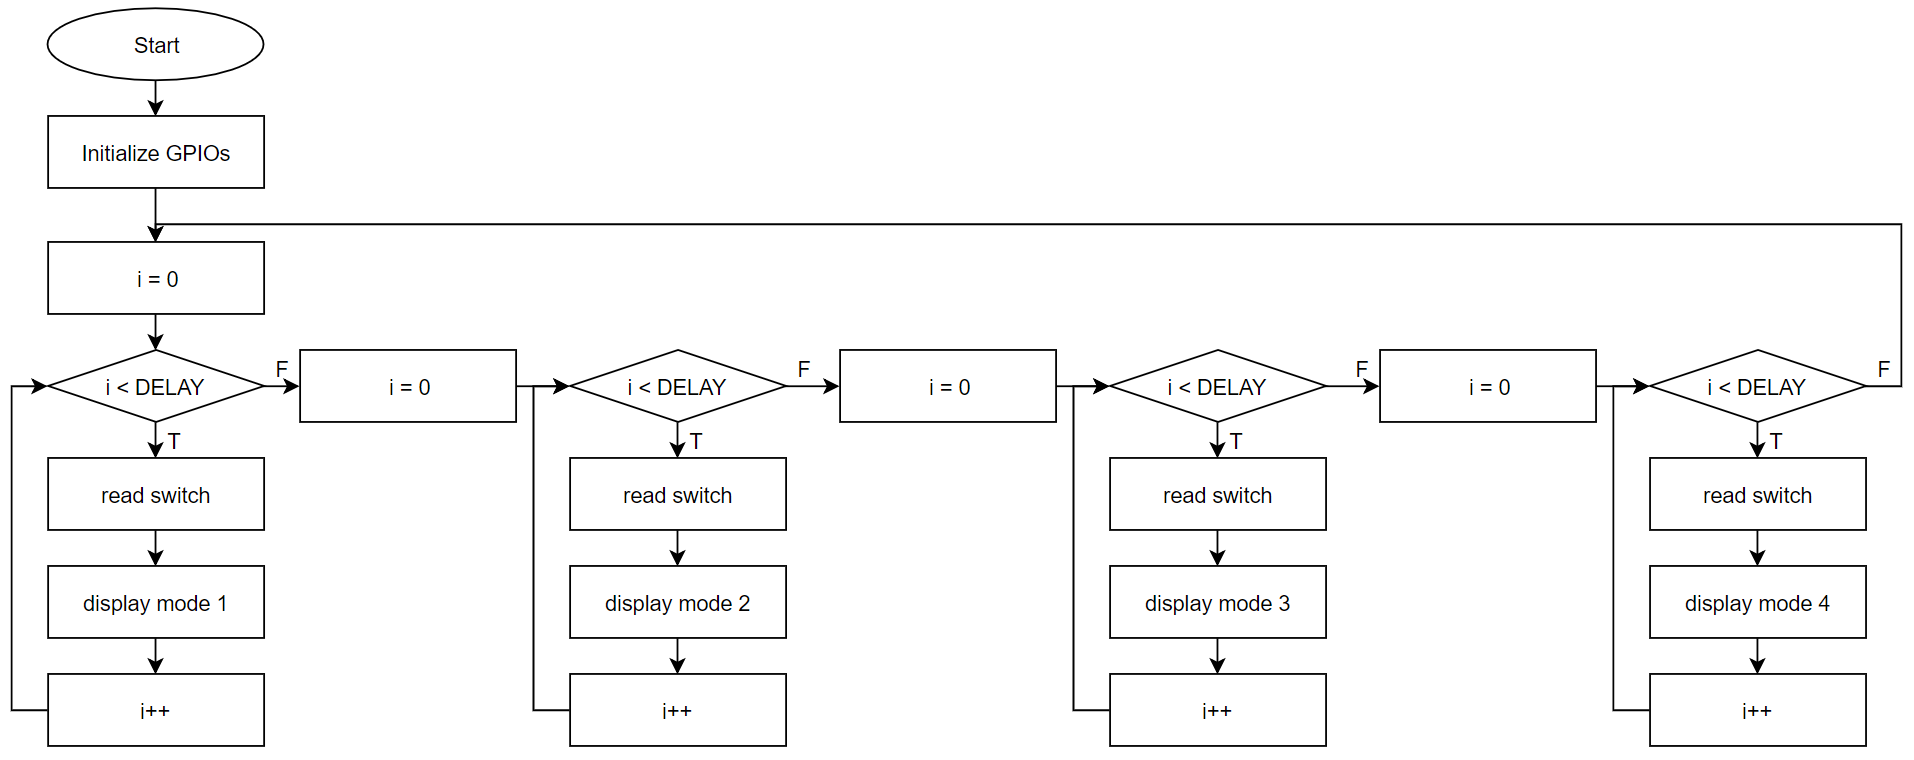 Start
Initialize GPIOs
i = 0
i < DELAY
F
i = 0
i < DELAY
F
i = 0
i < DELAY
F
i = 0
i < DELAY
F
T
T
T
T
read switch
read switch
read switch
read switch
display mode 1
display mode 2
display mode 3
display mode 4
i++
i++
i++
i++